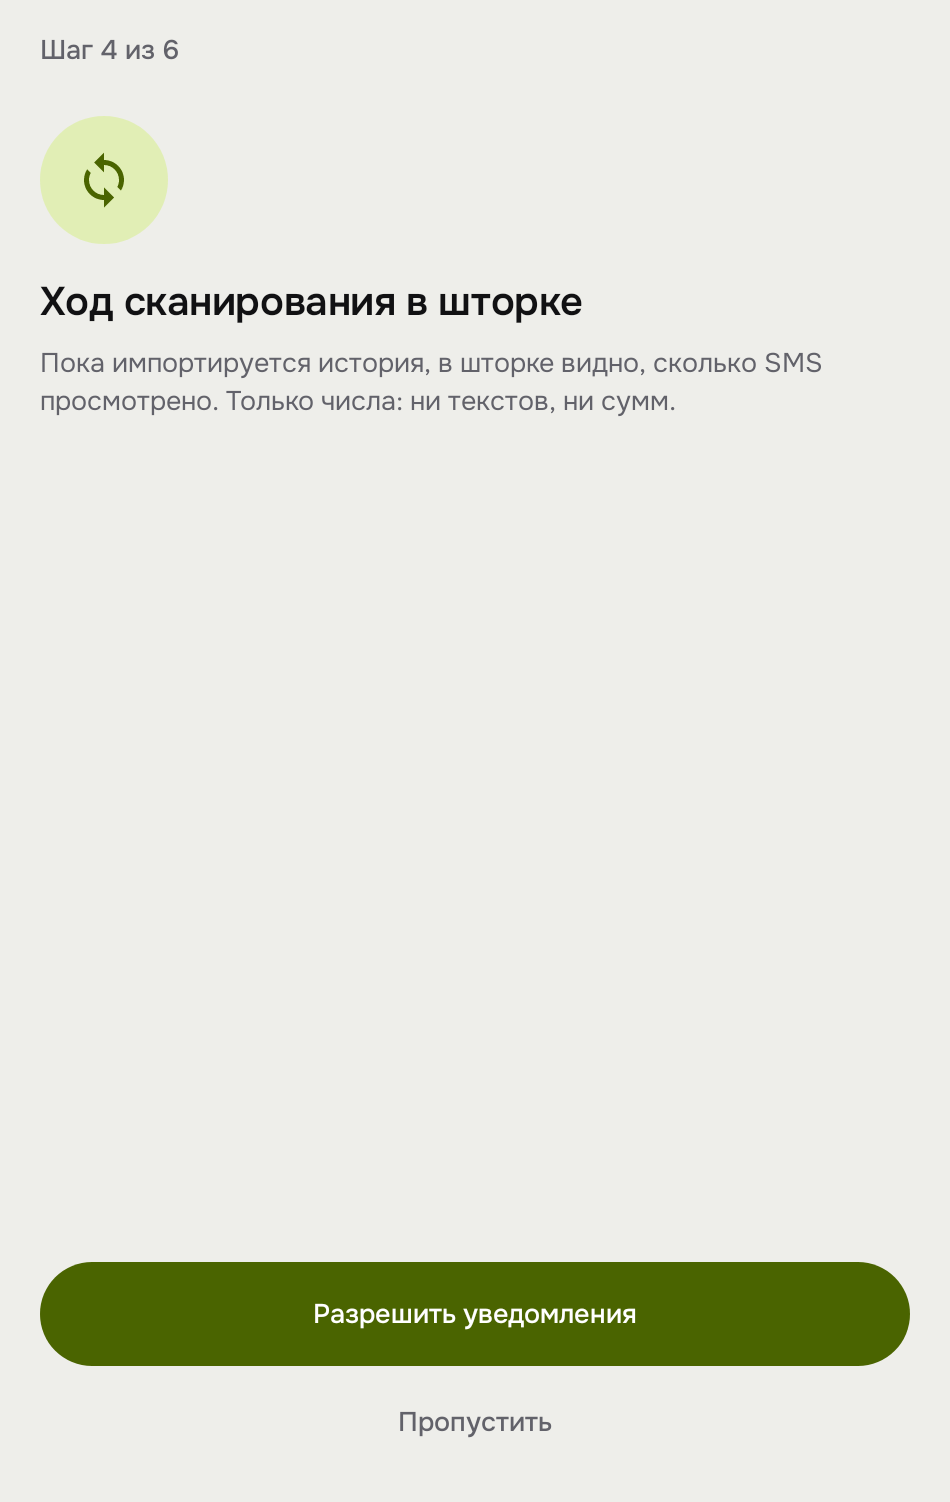 Шаг 4 из 6
Ход сканирования в шторке
Пока импортируется история, в шторке видно, сколько SMS
просмотрено. Только числа: ни текстов, ни сумм.
Разрешить уведомления
Пропустить